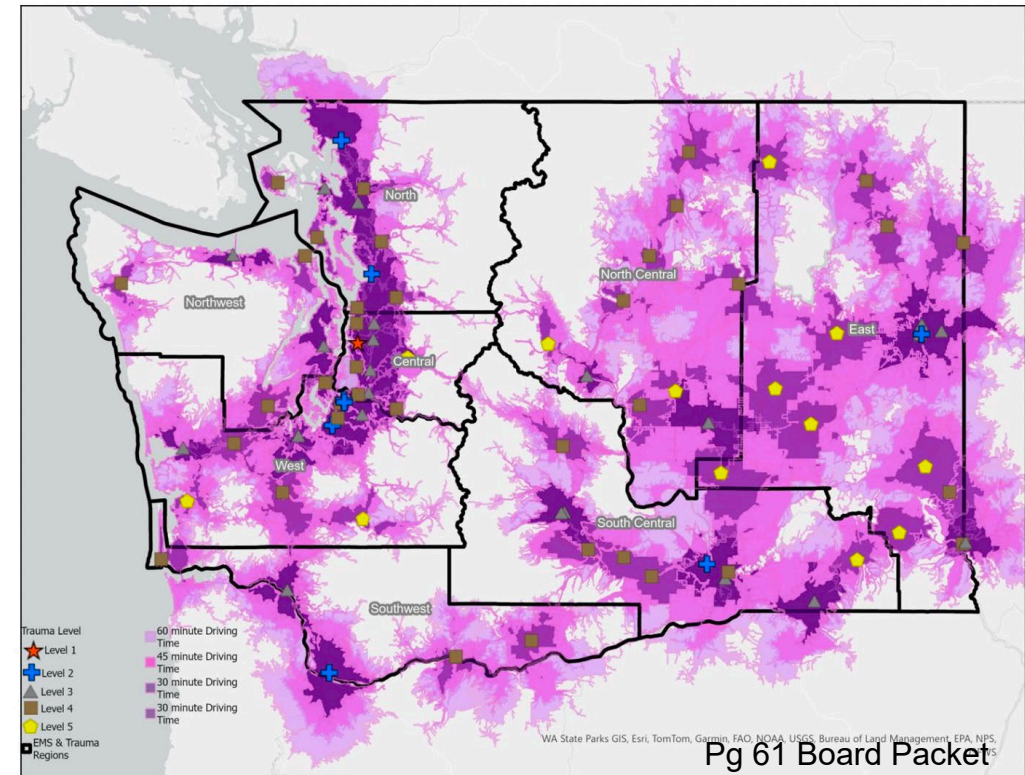 North
Northwest
North Central
East
Central
West
South Central
Southwest
Trauma Level
Level 1
Level 2
Level 3
Level 4
Level 5
EMS & Trauma
Regions
60 minute Driving
Time
45 minute Driving
Time
30 minute Driving
Time
30 minute Driving
Time
WA State Parks GIS, Esri, TomTom, Garmin, FAO, NOAA, USGS, Bureau of Land Management, EPA, NPS,
Pg 61 Board Packet